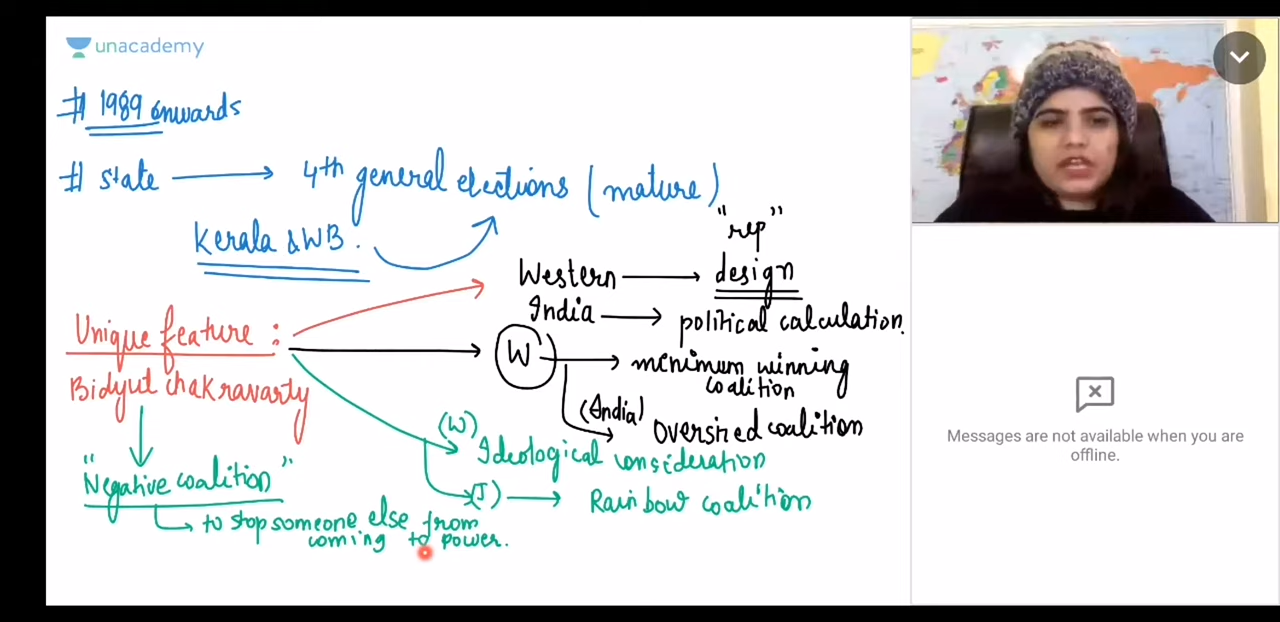 unacademy
# 1989 onwards
# state → 4th general elections (mature)
Kerala & WB.
"rep"
Western → design
India → political calculation.
Unique feature :
W → menimum winning
coalition
Bidyut chakravarty
(India) oversized coalition
(W) Ideological consideration
"Negative coalition"
(I) → Rainbow coalition
→ to stop someone else from
coming to power.
Messages are not available when you are
offline.